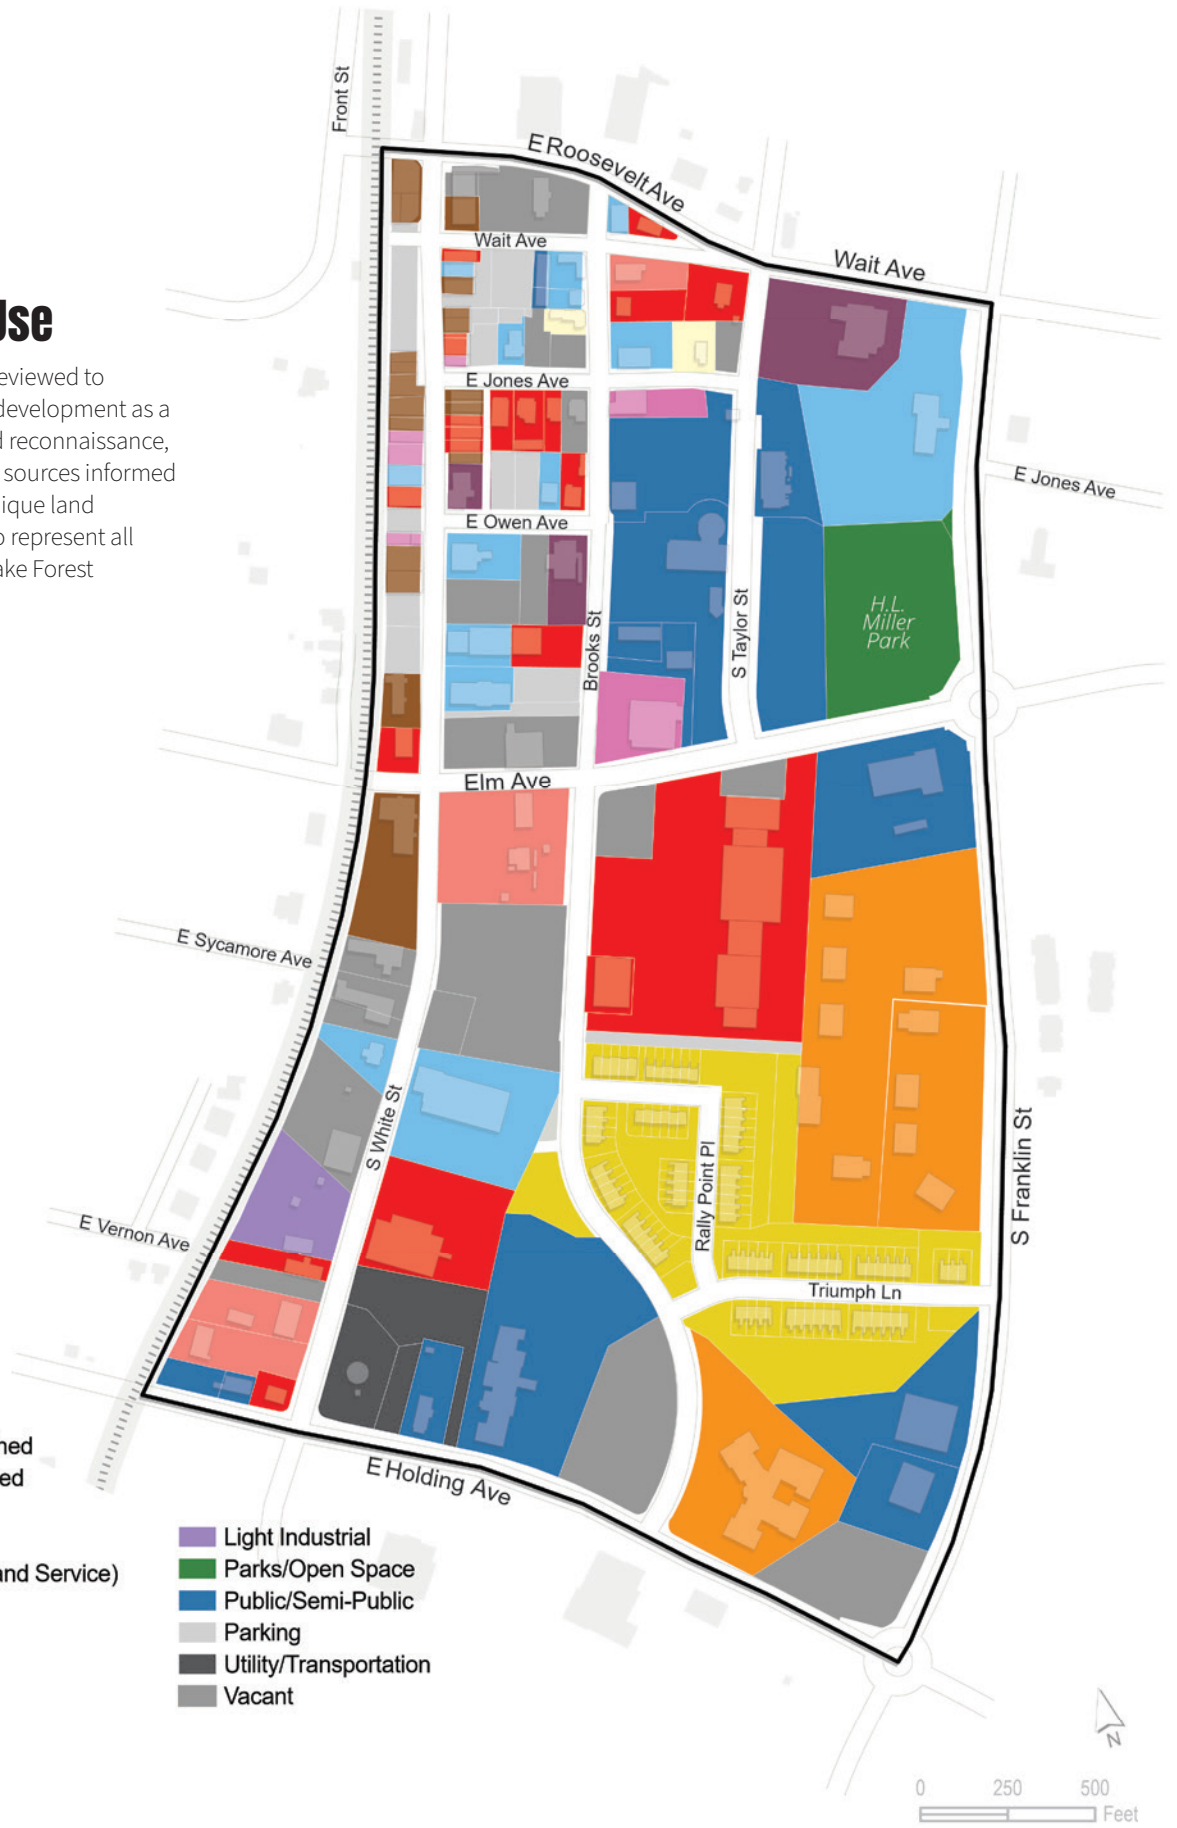 Use
eviewed to
development as a
d reconnaissance,
sources informed
ique land
o represent all
ake Forest
Front St
E Roosevelt Ave
Wait Ave
Wait Ave
E Jones Ave
E Jones Ave
E Owen Ave
H.L.
Miller
Park
S Taylor St
Brooks St
Elm Ave
E Sycamore Ave
S White St
Rally Point Pl
S Franklin St
E Vernon Ave
Triumph Ln
E Holding Ave
ned
ed
and Service)
Light Industrial
Parks/Open Space
Public/Semi-Public
Parking
Utility/Transportation
Vacant
N
0 250 500
Feet